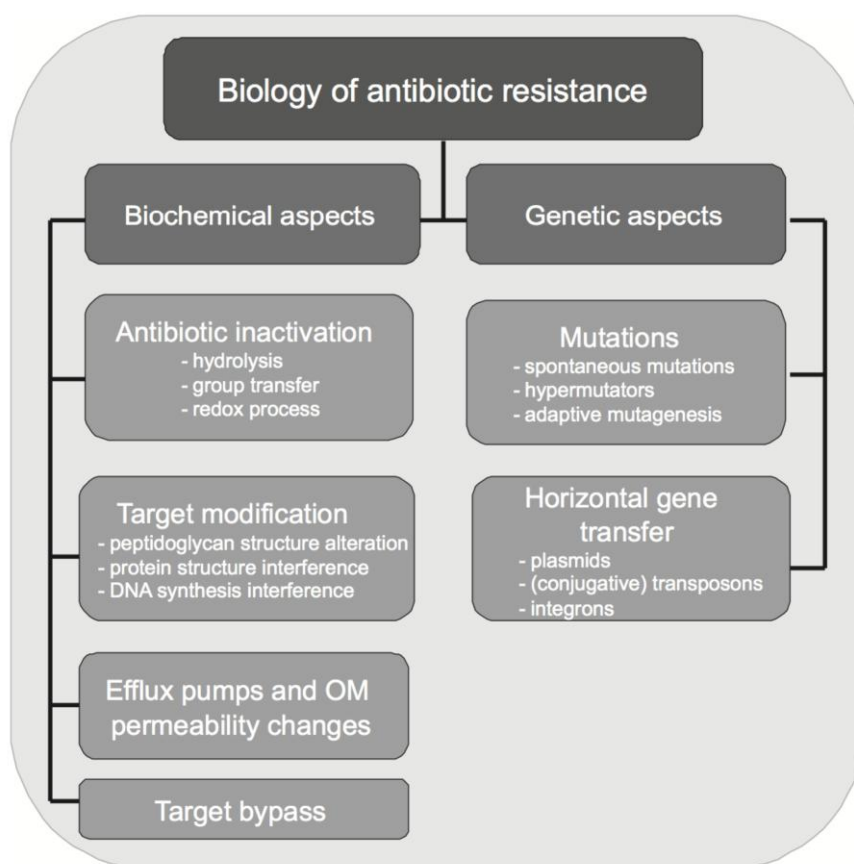 Biology of antibiotic resistance
Biochemical aspects
Genetic aspects
Antibiotic inactivation
- hydrolysis
- group transfer
- redox process
Mutations
- spontaneous mutations
- hypermutators
- adaptive mutagenesis
Target modification
- peptidoglycan structure alteration
- protein structure interference
- DNA synthesis interference
Horizontal gene
transfer
- plasmids
- (conjugative) transposons
- integrons
Efflux pumps and OM
permeability changes
Target bypass